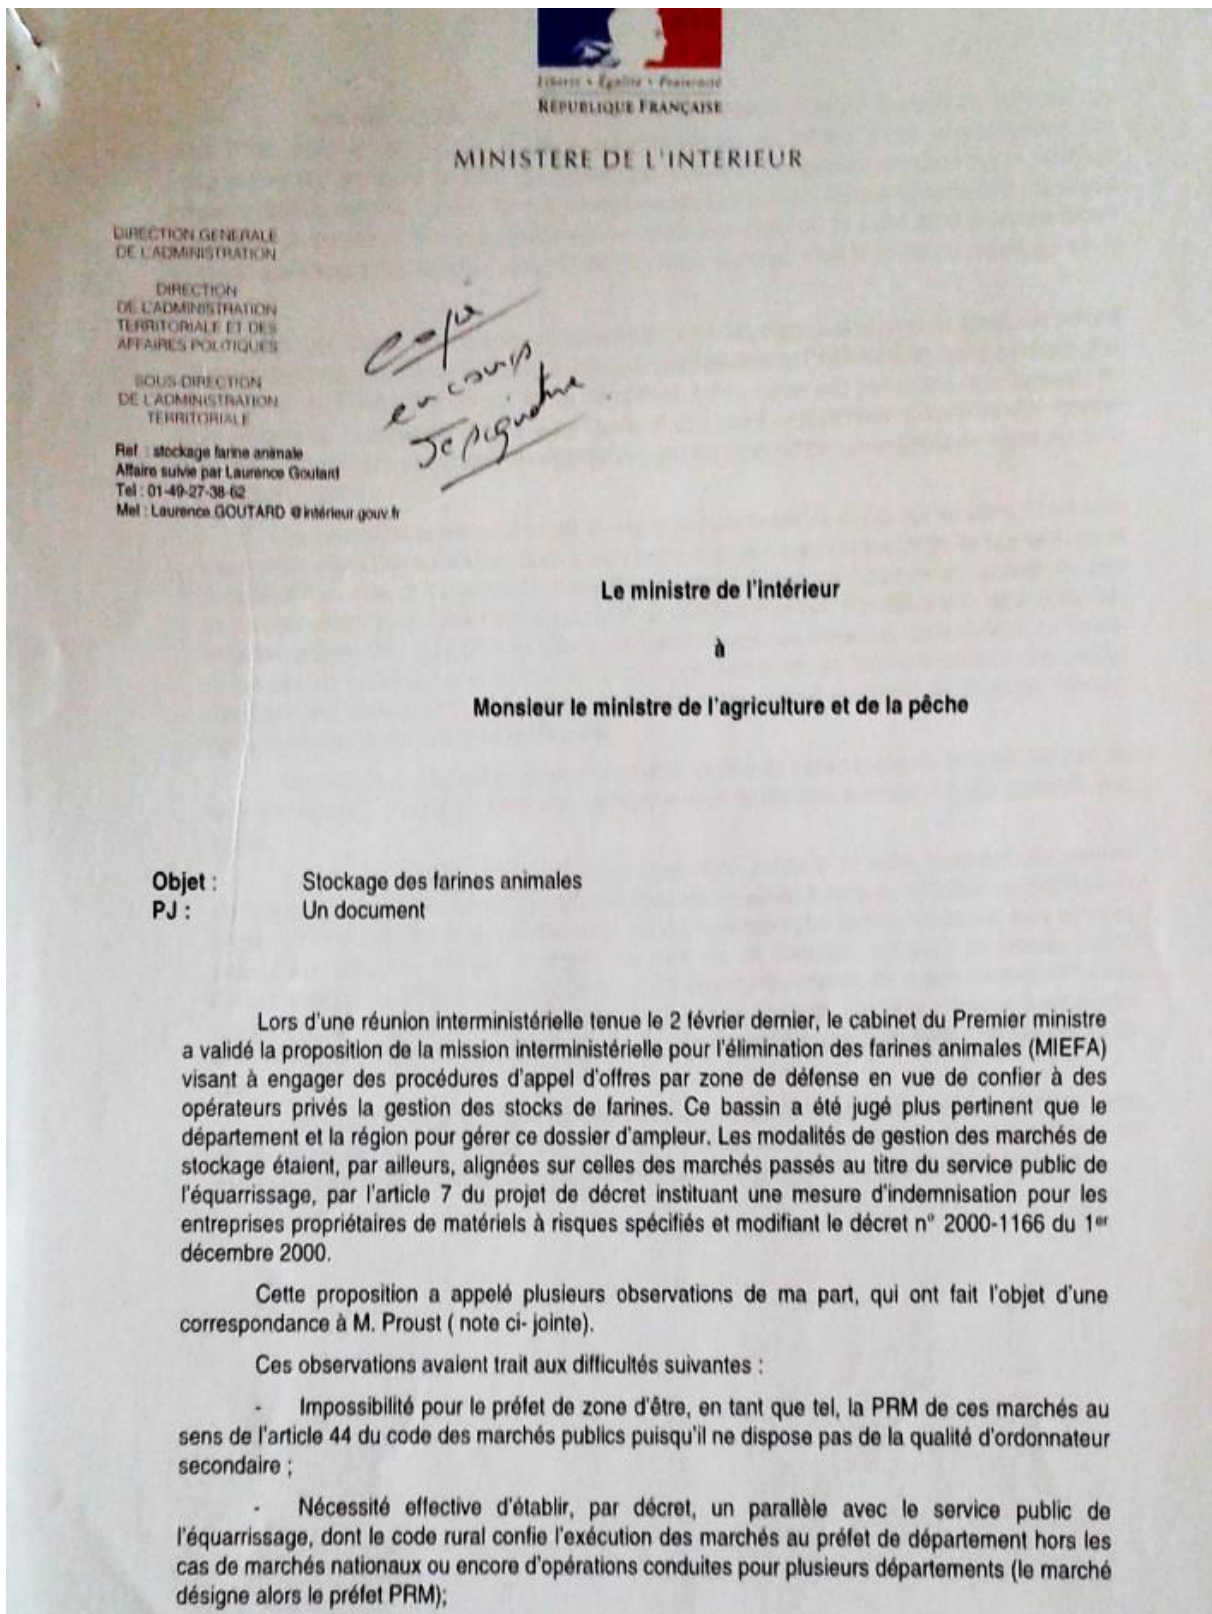 Liberté • Égalité • Fraternité
RÉPUBLIQUE FRANÇAISE
MINISTERE DE L'INTERIEUR
DIRECTION GENERALE
DE L'ADMINISTRATION
DIRECTION
DE L'ADMINISTRATION
TERRITORIALE ET DES
AFFAIRES POLITIQUES
SOUS-DIRECTION
DE L'ADMINISTRATION
TERRITORIALE
Ref : stockage farine animale
Affaire suivie par Laurence Goutard
Tel : 01-49-27-38-62
Mel : Laurence.GOUTARD @intérieur.gouv.fr
copie
en cours
de signature
Le ministre de l'intérieur
à
Monsieur le ministre de l'agriculture et de la pêche
Objet : Stockage des farines animales
PJ : Un document
Lors d'une réunion interministérielle tenue le 2 février dernier, le cabinet du Premier ministre
a validé la proposition de la mission interministérielle pour l'élimination des farines animales (MIEFA)
visant à engager des procédures d'appel d'offres par zone de défense en vue de confier à des
opérateurs privés la gestion des stocks de farines. Ce bassin a été jugé plus pertinent que le
département et la région pour gérer ce dossier d'ampleur. Les modalités de gestion des marchés de
stockage étaient, par ailleurs, alignées sur celles des marchés passés au titre du service public de
l'équarrissage, par l'article 7 du projet de décret instituant une mesure d'indemnisation pour les
entreprises propriétaires de matériels à risques spécifiés et modifiant le décret n° 2000-1166 du 1er
décembre 2000.
Cette proposition a appelé plusieurs observations de ma part, qui ont fait l'objet d'une
correspondance à M. Proust ( note ci- jointe).
Ces observations avaient trait aux difficultés suivantes :
- Impossibilité pour le préfet de zone d'être, en tant que tel, la PRM de ces marchés au
sens de l'article 44 du code des marchés publics puisqu'il ne dispose pas de la qualité d'ordonnateur
secondaire ;
- Nécessité effective d'établir, par décret, un parallèle avec le service public de
l'équarrissage, dont le code rural confie l'exécution des marchés au préfet de département hors les
cas de marchés nationaux ou encore d'opérations conduites pour plusieurs départements (le marché
désigne alors le préfet PRM);